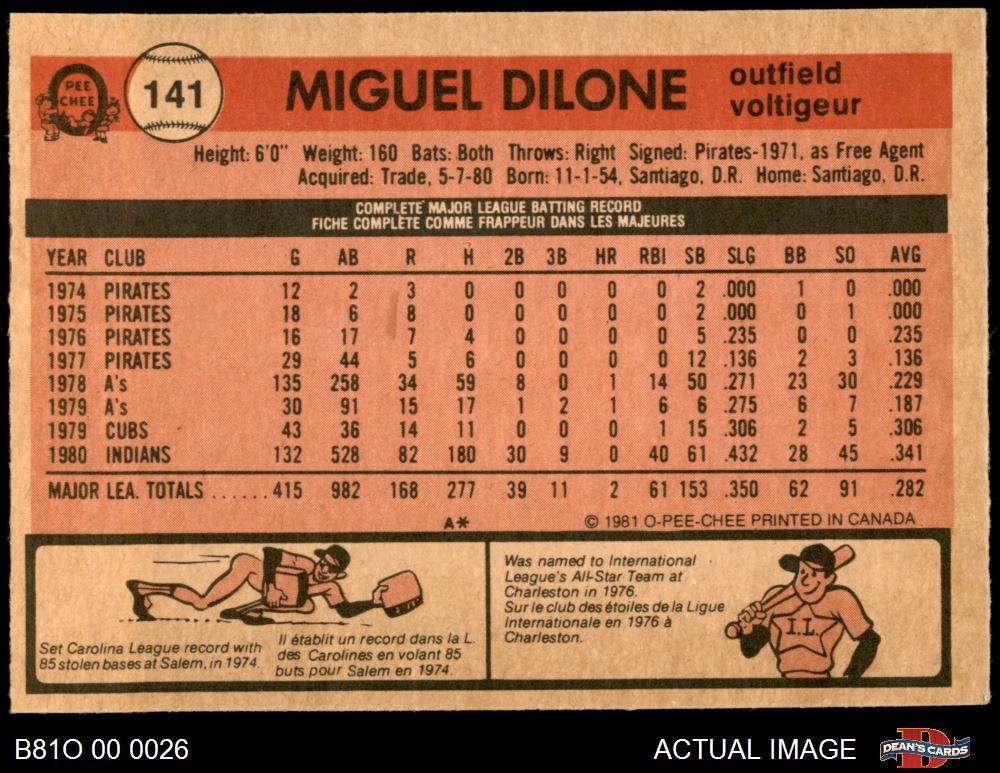 PEE
CHEE
141
MIGUEL DILONE
outfield
voltigeur
Height: 6'0" Weight: 160 Bats: Both Throws: Right Signed: Pirates-1971, as Free Agent
Acquired: Trade, 5-7-80 Born: 11-1-54, Santiago, D.R. Home: Santiago, D.R.
COMPLETE MAJOR LEAGUE BATTING RECORD
FICHE COMPLÈTE COMME FRAPPEUR DANS LES MAJEURES
YEAR CLUB G AB R H 2B 3B HR RBI SB SLG BB SO AVG
1974 PIRATES 12 2 3 0 0 0 0 0 2 .000 1 0 .000
1975 PIRATES 18 6 8 0 0 0 0 0 2 .000 0 1 .000
1976 PIRATES 16 17 7 4 0 0 0 0 5 .235 0 0 .235
1977 PIRATES 29 44 5 6 0 0 0 0 12 .136 2 3 .136
1978 A's 135 258 34 59 8 0 1 14 50 .271 23 30 .229
1979 A's 30 91 15 17 1 2 1 6 6 .275 6 7 .187
1979 CUBS 43 36 14 11 0 0 0 1 15 .306 2 5 .306
1980 INDIANS 132 528 82 180 30 9 0 40 61 .432 28 45 .341
MAJOR LEA. TOTALS ...... 415 982 168 277 39 11 2 61 153 .350 62 91 .282
A* © 1981 O-PEE-CHEE PRINTED IN CANADA
Set Carolina League record with
85 stolen bases at Salem, in 1974.
Il établit un record dans la L.
des Carolines en volant 85
buts pour Salem en 1974.
Was named to International
League's All-Star Team at
Charleston in 1976.
Sur le club des étoiles de la Ligue
Internationale en 1976 à
Charleston.
I.L.
B81O 00 0026
ACTUAL IMAGE
DEAN'S CARDS